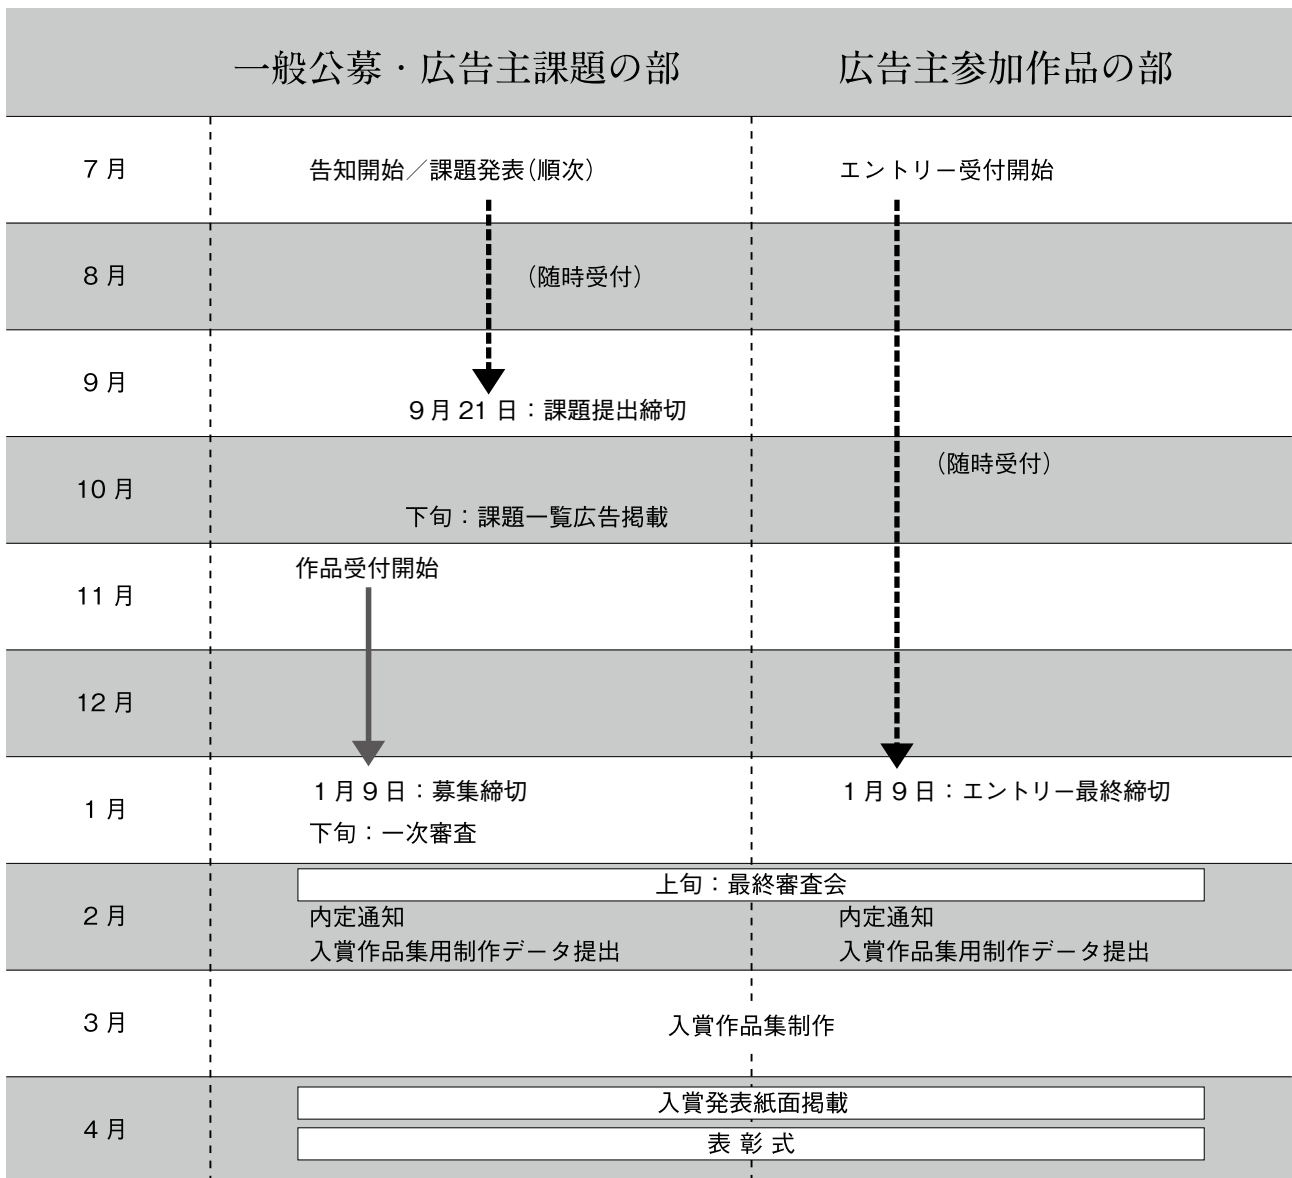 一般公募・広告主課題の部
広告主参加作品の部
7月
告知開始／課題発表（順次）
エントリー受付開始
8月
（随時受付）
9月
9月21日：課題提出締切
10月
（随時受付）
下旬：課題一覧広告掲載
11月
作品受付開始
12月
1月
1月9日：募集締切
1月9日：エントリー最終締切
下旬：一次審査
2月
上旬：最終審査会
内定通知
内定通知
入賞作品集用制作データ提出
入賞作品集用制作データ提出
3月
入賞作品集制作
4月
入賞発表紙面掲載
表彰式